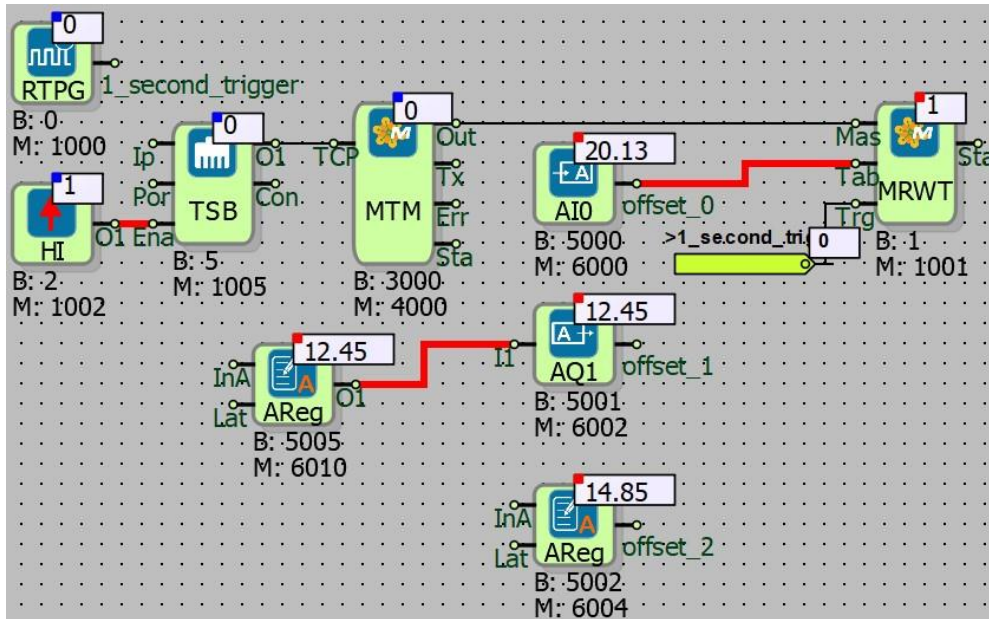 0
RTPG
1_second_trigger
B: 0
M: 1000
1
HI
O1
B: 2
M: 1002
0
Ip
Por
Ena
TSB
O1
Con
B: 5
M: 1005
0
TCP
MTM
Out
Tx
Err
Sta
B: 3000
M: 4000
20.13
A
AI0
offset_0
B: 5000
M: 6000
1
Mas
Tab
Trg
M
MRWT
B: 1
M: 1001
>1_se.cond_tri
0
12.45
InA
Lat
A
AReg
O1
B: 5005
M: 6010
12.45
I1
A
AQ1
offset_1
B: 5001
M: 6002
14.85
InA
Lat
A
AReg
offset_2
B: 5002
M: 6004